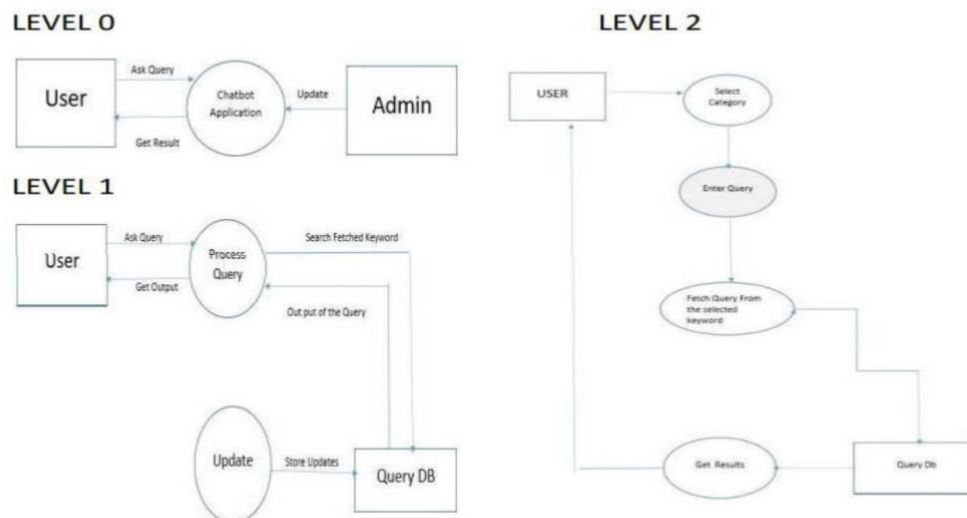 LEVEL 0
User
Ask Query
Get Result
Chatbot
Application
Update
Admin
LEVEL 1
User
Ask Query
Get Output
Process
Query
Search Fetched Keyword
Out put of the Query
Update
Store Updates
Query DB
LEVEL 2
USER
Select
Category
Enter Query
Fetch Query From
the selected
keyword
Get Results
Query Db